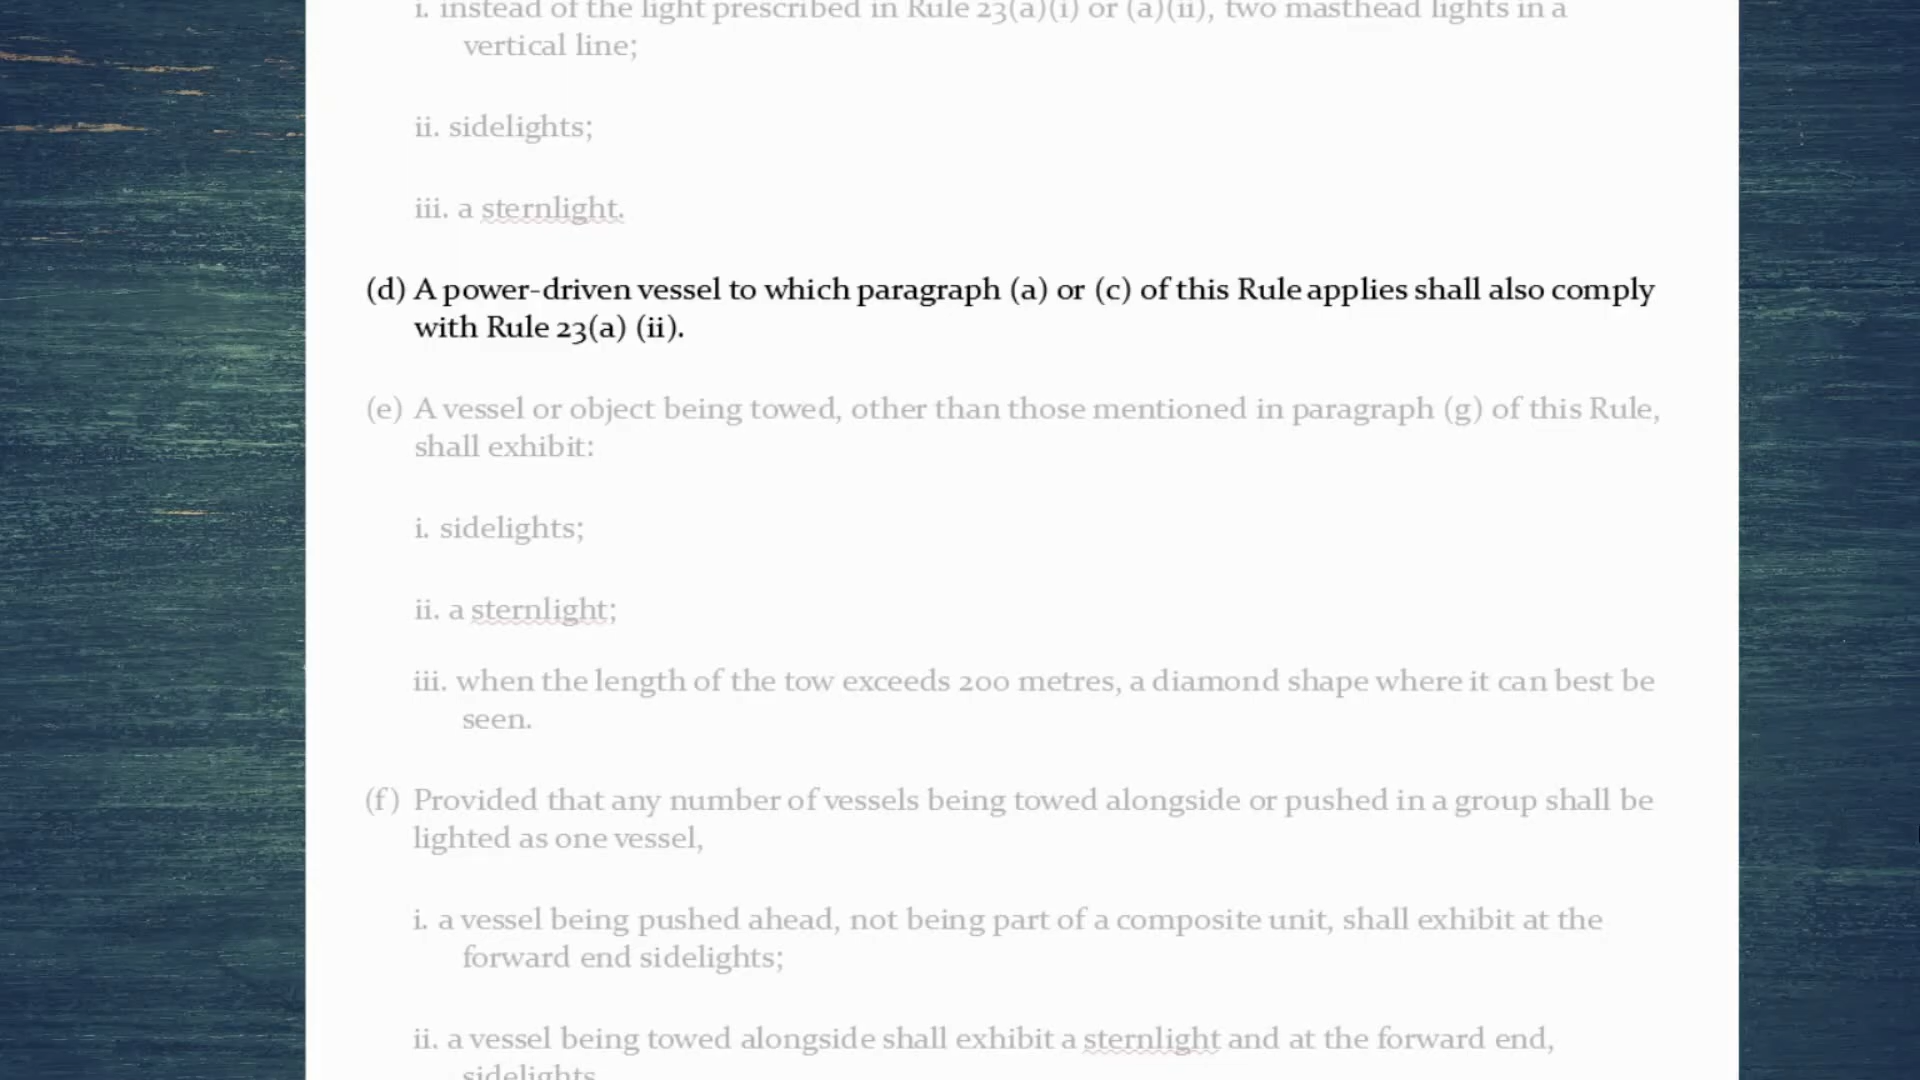 i. instead of the light prescribed in Rule 23(a)(i) or (a)(ii), two masthead lights in a
vertical line;
ii. sidelights;
iii. a sternlight.
(d) A power-driven vessel to which paragraph (a) or (c) of this Rule applies shall also comply
with Rule 23(a) (ii).
(e) A vessel or object being towed, other than those mentioned in paragraph (g) of this Rule,
shall exhibit:
i. sidelights;
ii. a sternlight;
iii. when the length of the tow exceeds 200 metres, a diamond shape where it can best be
seen.
(f) Provided that any number of vessels being towed alongside or pushed in a group shall be
lighted as one vessel,
i. a vessel being pushed ahead, not being part of a composite unit, shall exhibit at the
forward end sidelights;
ii. a vessel being towed alongside shall exhibit a sternlight and at the forward end,
sidelights